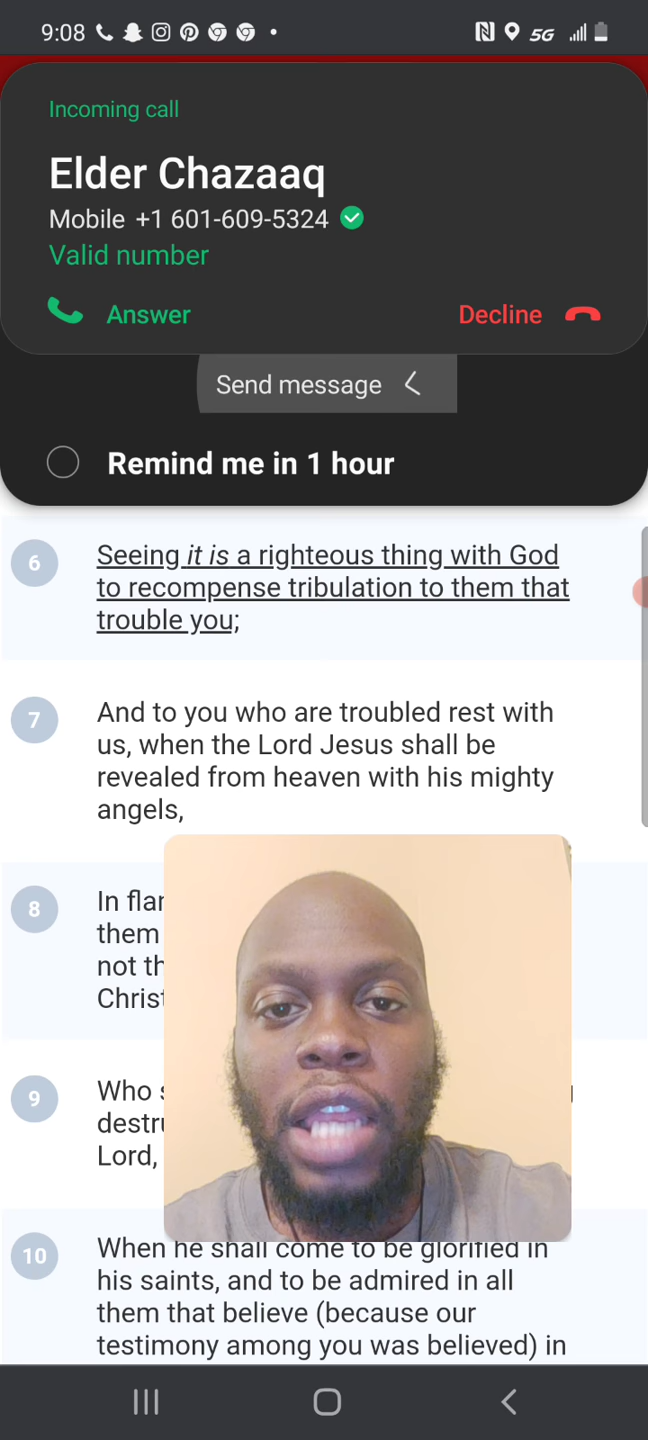 9:08
5G
Incoming call
Elder Chazaaq
Mobile +1 601-609-5324
Valid number
Answer Decline
Send message
Remind me in 1 hour
6 Seeing it is a righteous thing with God
to recompense tribulation to them that
trouble you;
7 And to you who are troubled rest with
us, when the Lord Jesus shall be
revealed from heaven with his mighty
angels,
8 In
them
not
9 Who
Lord,
10 When he shall come to be glorified in
his saints, and to be admired in all
them that believe (because our
testimony among you was believed) in